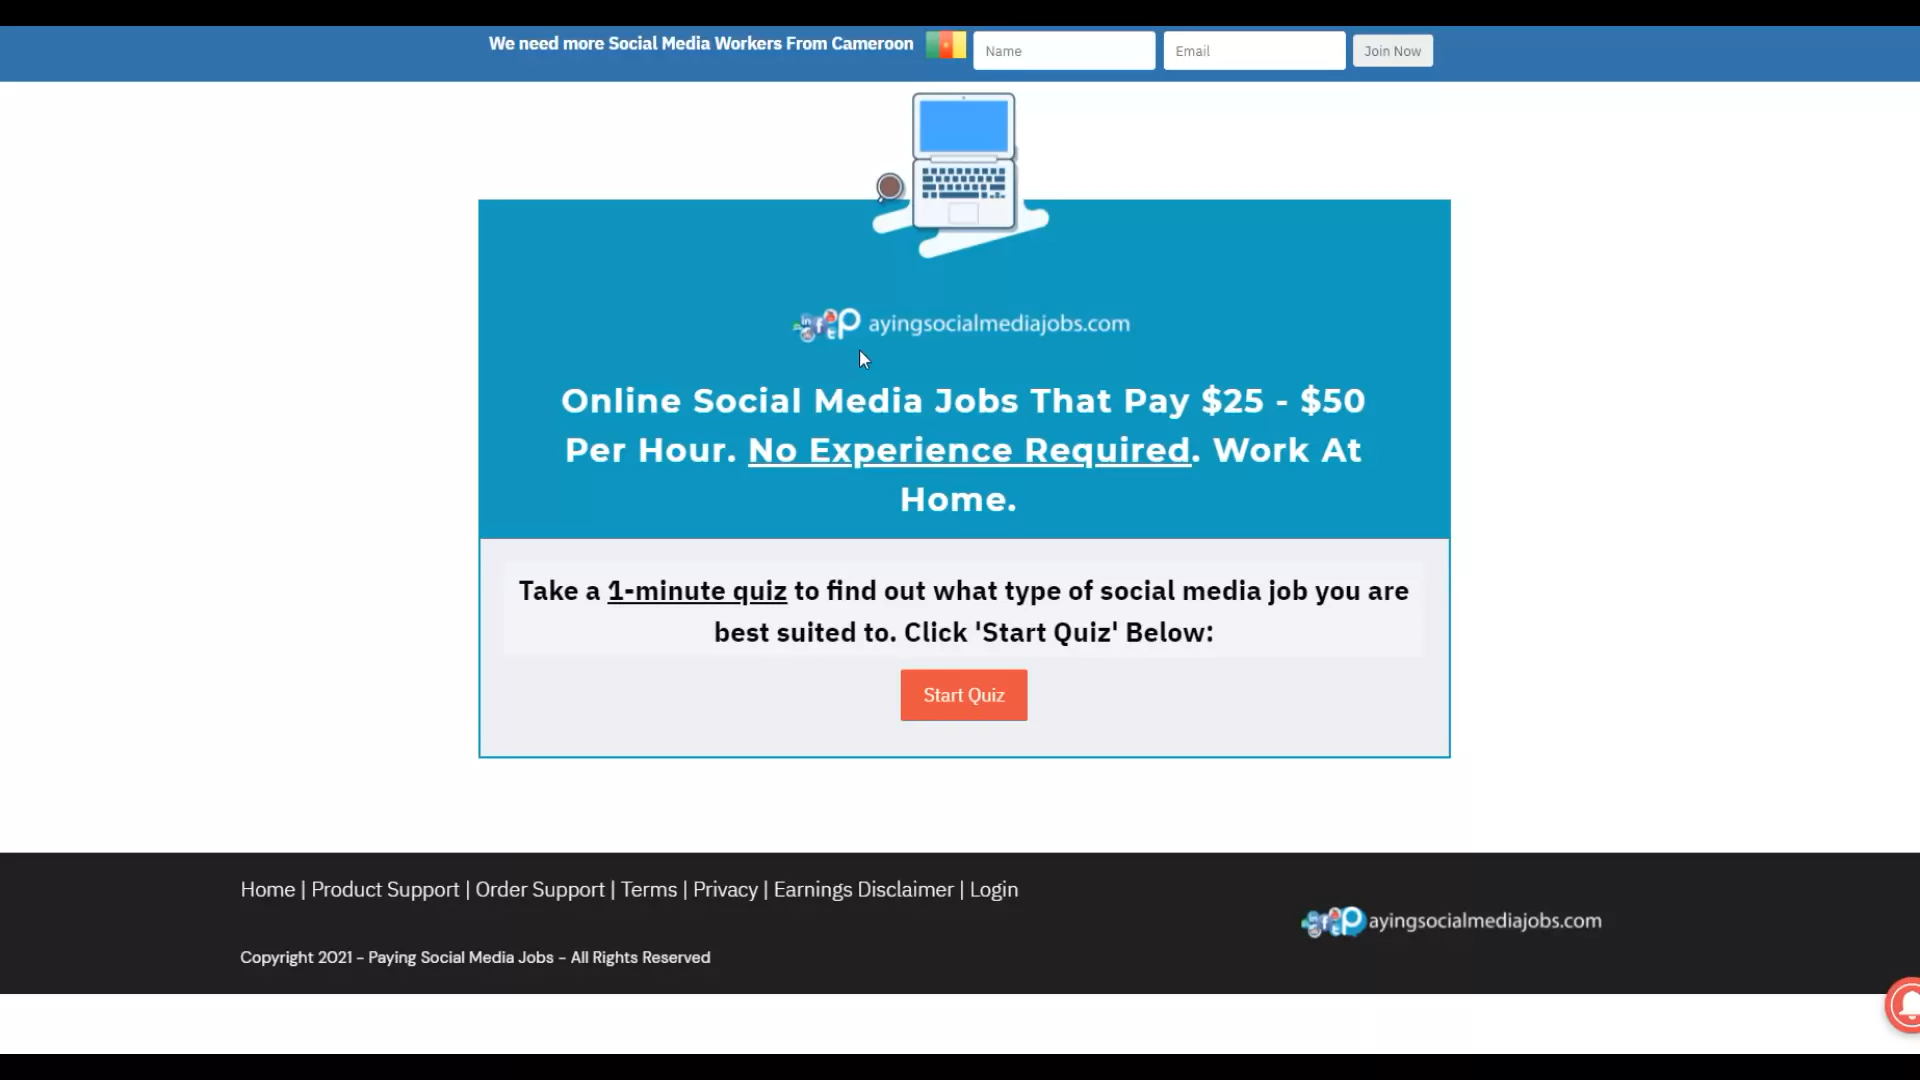 We need more Social Media Workers From Cameroon
Name
Email
Join Now
Payingsocialmediajobs.com
Online Social Media Jobs That Pay $25 - $50
Per Hour. No Experience Required. Work At
Home.
Take a 1-minute quiz to find out what type of social media job you are
best suited to. Click 'Start Quiz' Below:
Start Quiz
Home | Product Support | Order Support | Terms | Privacy | Earnings Disclaimer | Login
Payingsocialmediajobs.com
Copyright 2021 - Paying Social Media Jobs - All Rights Reserved